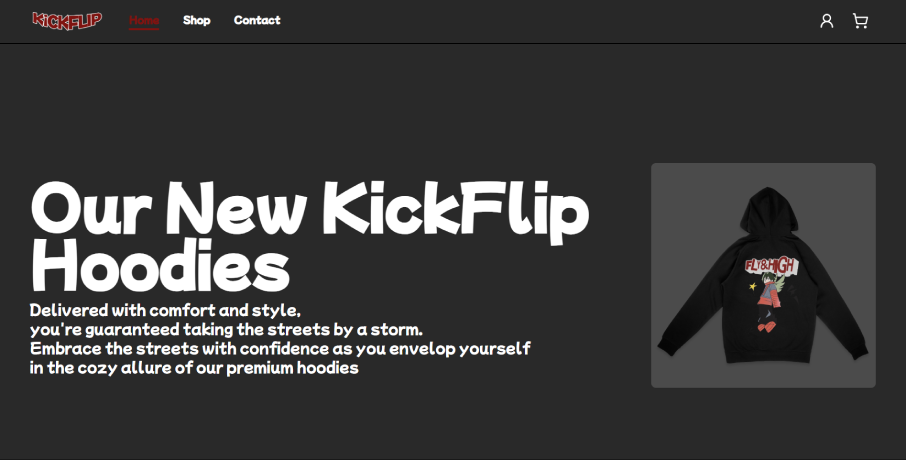 KiCKFLIP
Home Shop Contact
Our New KickFlip
Hoodies
Delivered with comfort and style,
you're guaranteed taking the streets by a storm.
Embrace the streets with confidence as you envelop yourself
in the cozy allure of our premium hoodies
FLY&HIGH